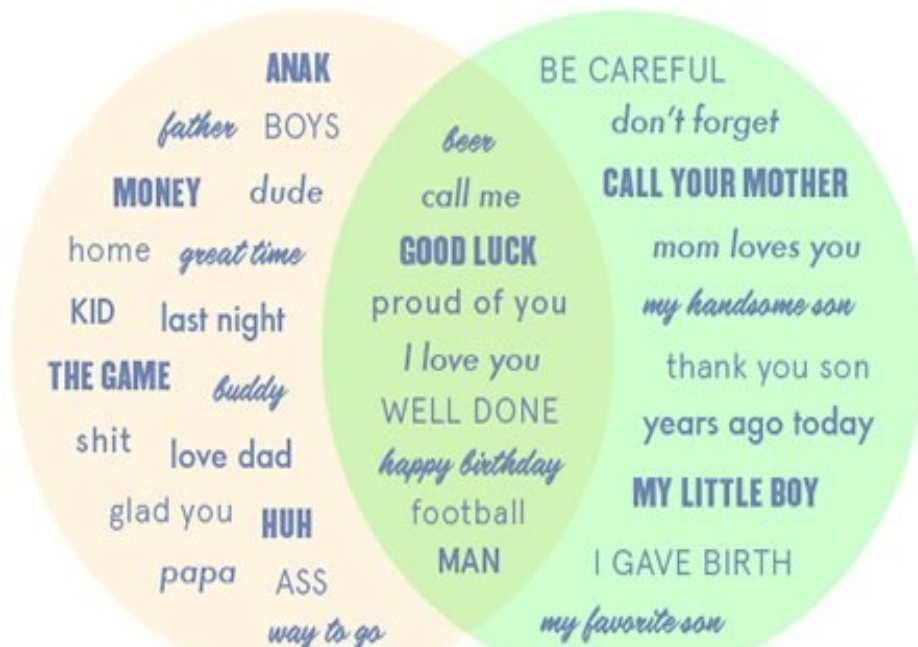 ANAK
father BOYS
MONEY dude
home great time
KID last night
THE GAME buddy
shit love dad
glad you HUH
papa ASS
way to go
beer
call me
GOOD LUCK
proud of you
I love you
WELL DONE
happy birthday
football
MAN
BE CAREFUL
don't forget
CALL YOUR MOTHER
mom loves you
my handsome son
thank you son
years ago today
MY LITTLE BOY
I GAVE BIRTH
my favorite son